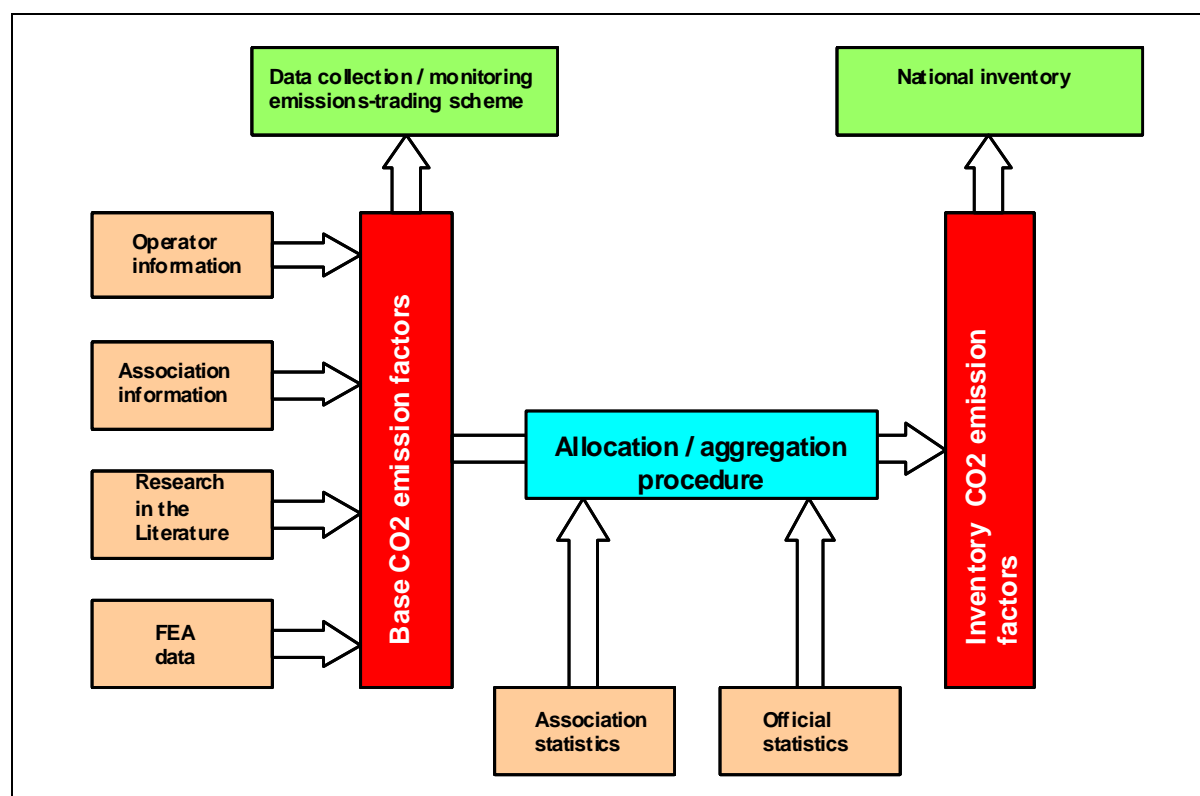 Data collection / monitoring
emissions-trading scheme
National inventory
Operator
information
Association
information
Research
in the
Literature
FEA
data
Base CO2 emission factors
Allocation / aggregation
procedure
Inventory CO2 emission
factors
Association
statistics
Official
statistics